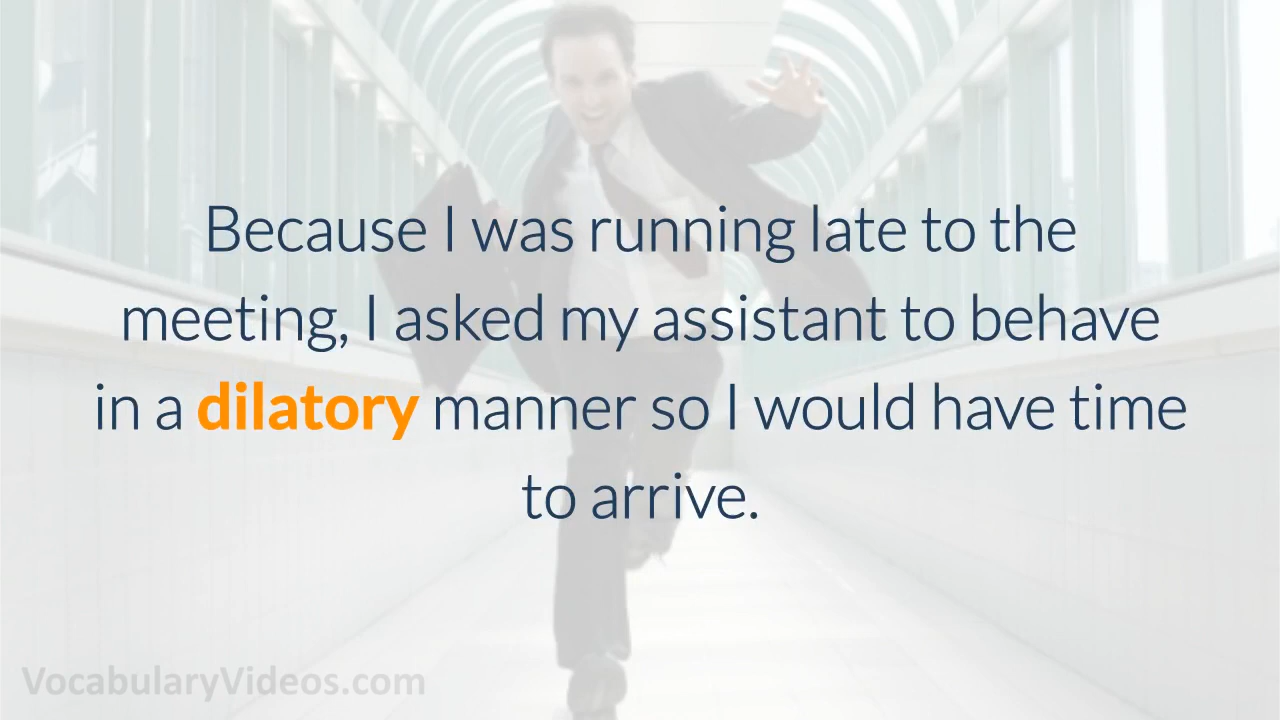 Because I was running late to the
meeting, I asked my assistant to behave
in a dilatory manner so I would have time
to arrive.
VocabularyVideos.com